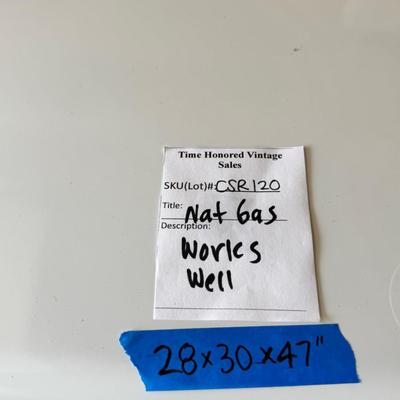 Time Honored Vintage
Sales
SKU(Lot)#: CSR120
Title: Nat Gas
Description:
Works
Well
28x30x47"